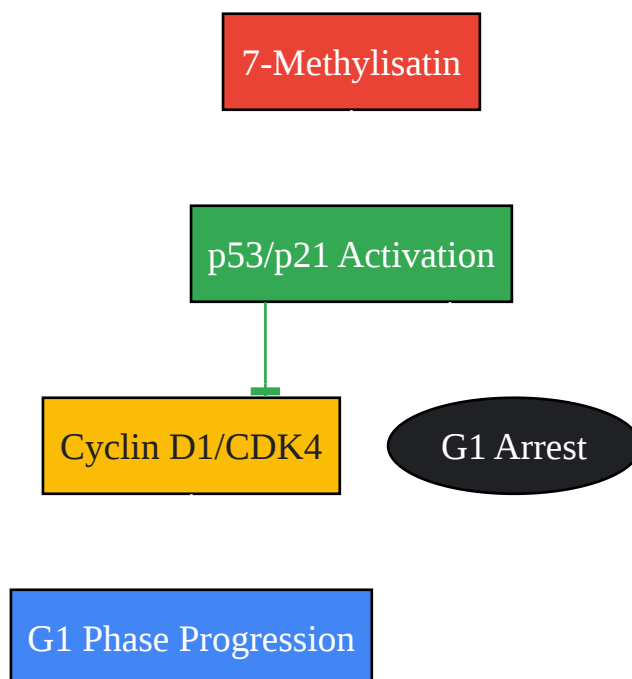 7-Methylisatin
p53/p21 Activation
Cyclin D1/CDK4
G1 Arrest
G1 Phase Progression